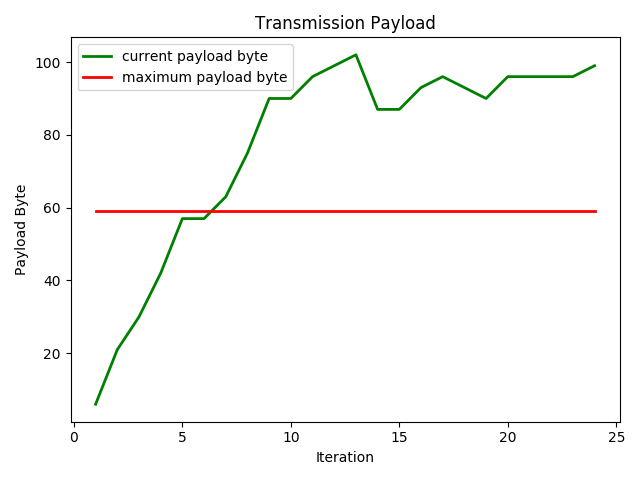 Transmission Payload
current payload byte
maximum payload byte
100
80
60
40
20
Payload Byte
0 5 10 15 20 25
Iteration